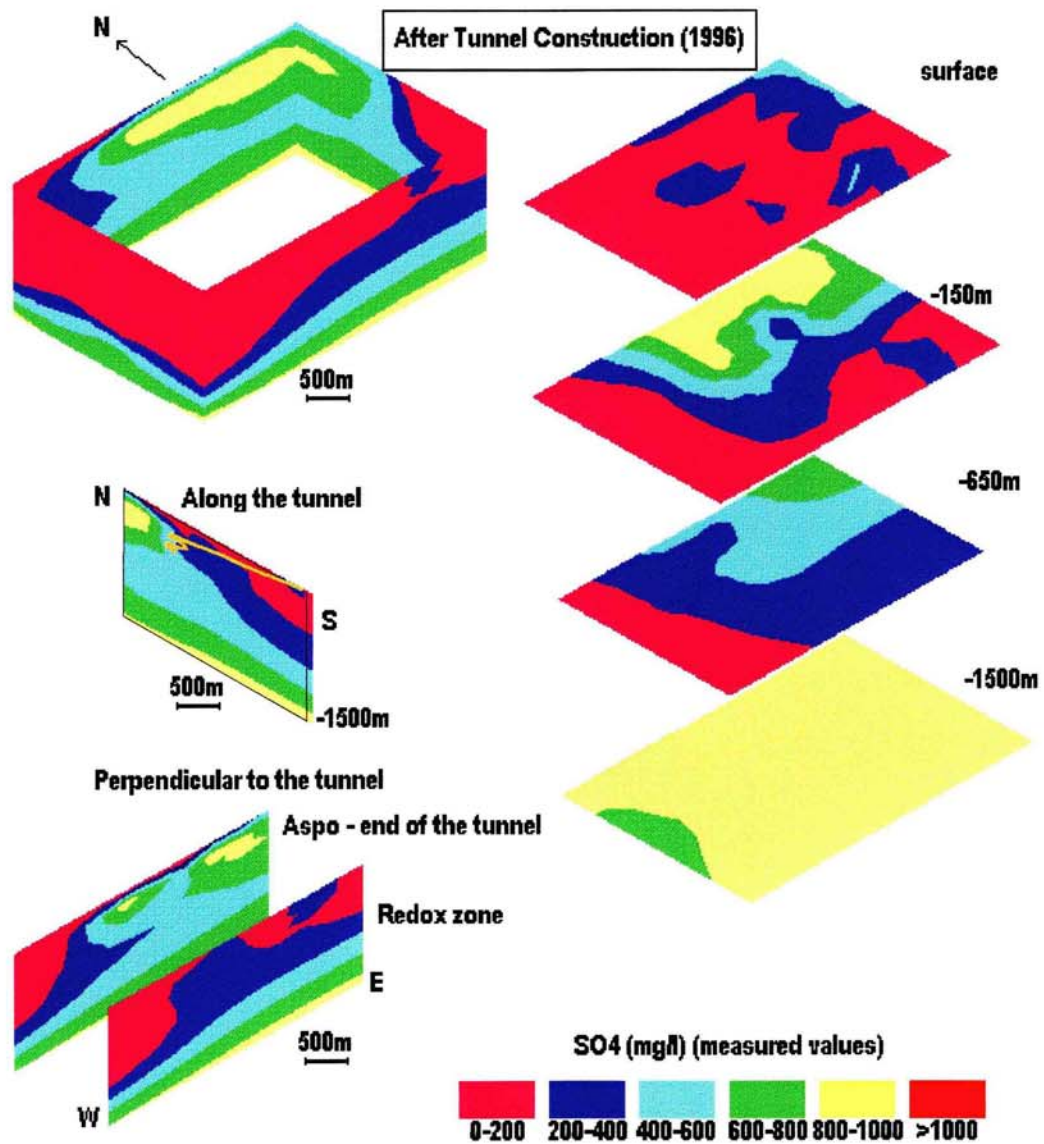 After Tunnel Construction (1996)
N
surface
500m
-150m
N
Along the tunnel
S
500m
-1500m
-650m
-1500m
Perpendicular to the tunnel
Aspo - end of the tunnel
Redox zone
E
500m
W
SO4 (mg/l) (measured values)
0-200 200-400 400-600 600-800 800-1000 >1000